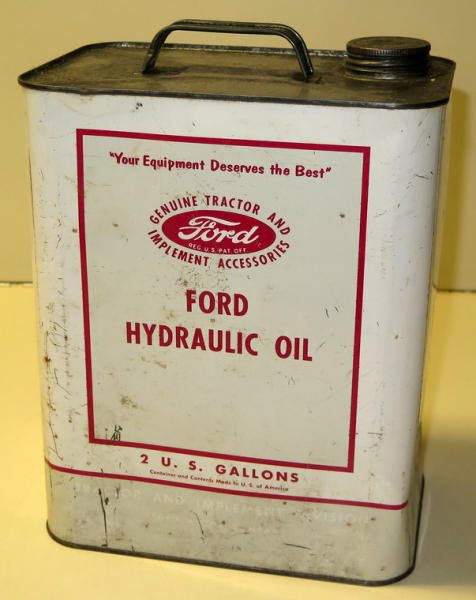 "Your Equipment Deserves the Best"
GENUINE TRACTOR AND
Ford
REG. U.S. PAT. OFF.
IMPLEMENT ACCESSORIES
FORD
HYDRAULIC OIL
2 U. S. GALLONS
Container and Contents Made in U. S. of America
AND IMPLEMENT DIVISION